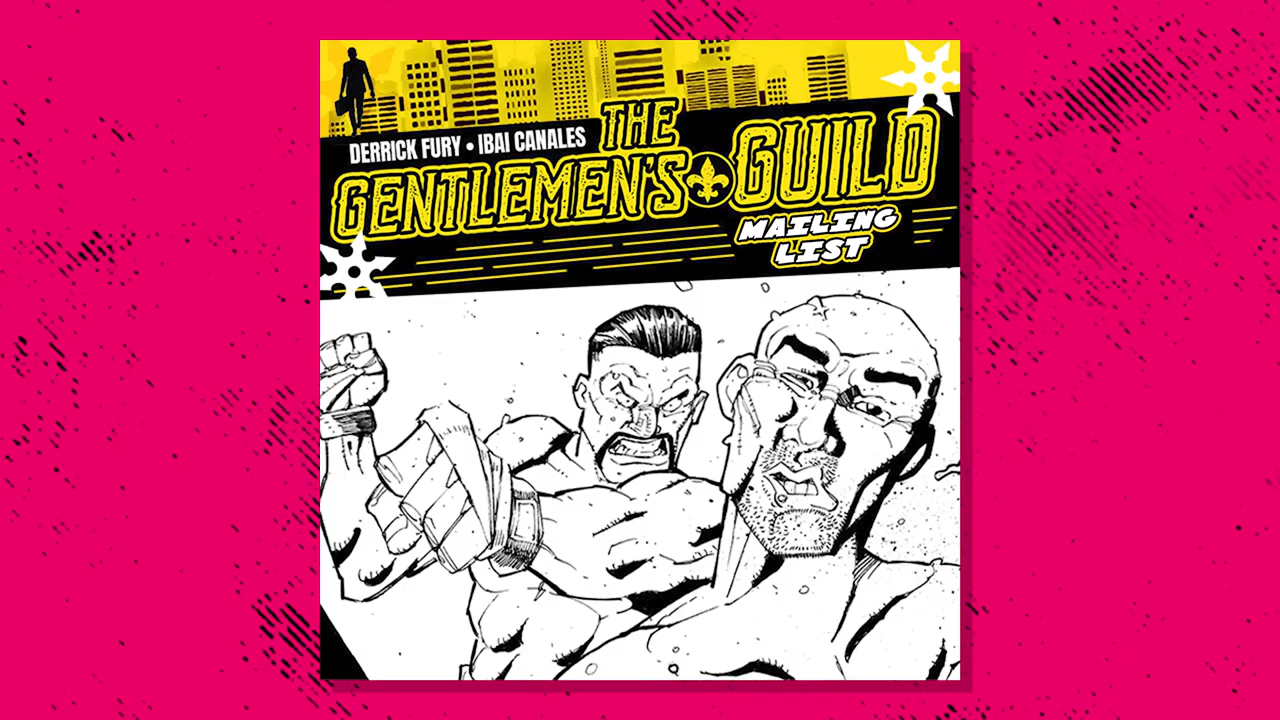 DERRICK FURY • IBAI CANALES
THE
GENTLEMEN'S GUILD
MAILING
LIST